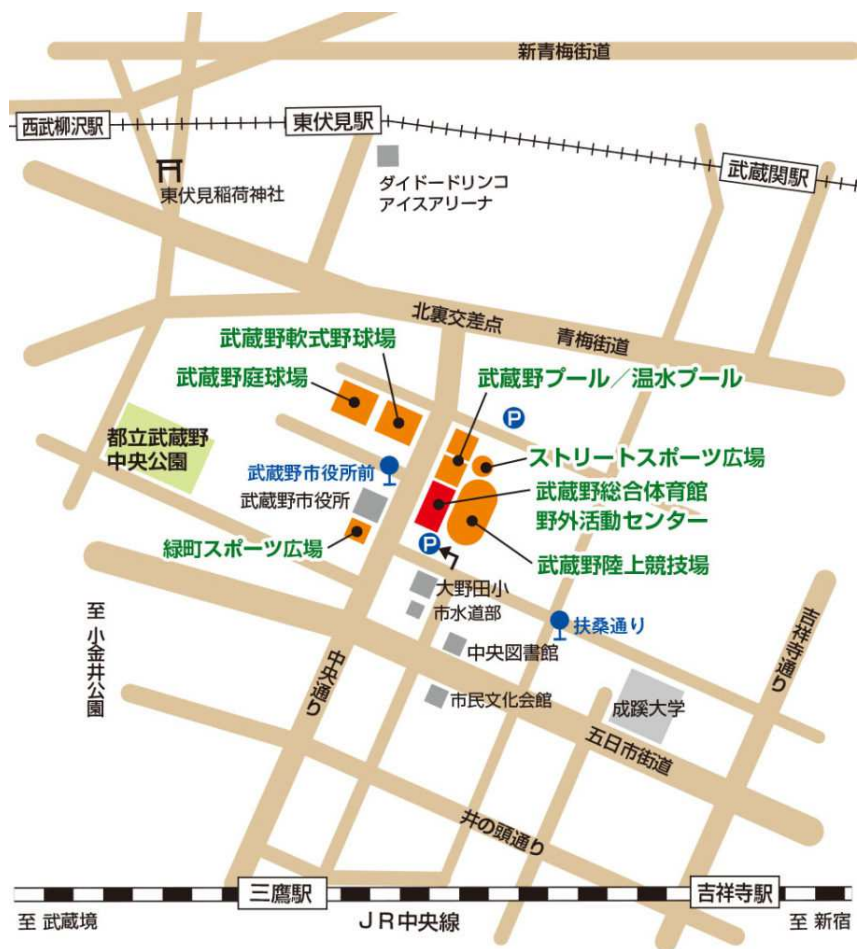 新青梅街道
西武柳沢駅
東伏見駅
武蔵関駅
東伏見稲荷神社
ダイドードリンコ
アイスアリーナ
北裏交差点
青梅街道
武蔵野軟式野球場
武蔵野庭球場
武蔵野プール／温水プール
P
都立武蔵野
中央公園
武蔵野市役所前
ストリートスポーツ広場
武蔵野市役所
武蔵野総合体育館
野外活動センター
緑町スポーツ広場
P
武蔵野陸上競技場
大野田小
市水道部
扶桑通り
吉祥寺通り
至 小金井公園
中央通り
中央図書館
市民文化会館
成蹊大学
五日市街道
井の頭通り
三鷹駅
吉祥寺駅
至 武蔵境
JR中央線
至 新宿